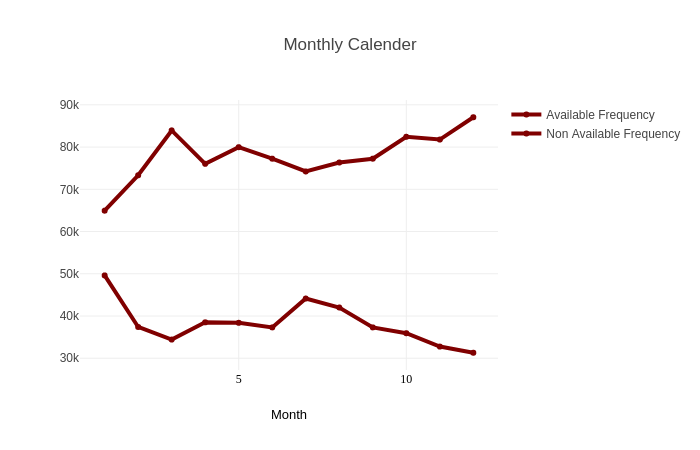 Monthly Calender
90k
80k
70k
60k
50k
40k
30k
5
10
Month
Available Frequency
Non Available Frequency